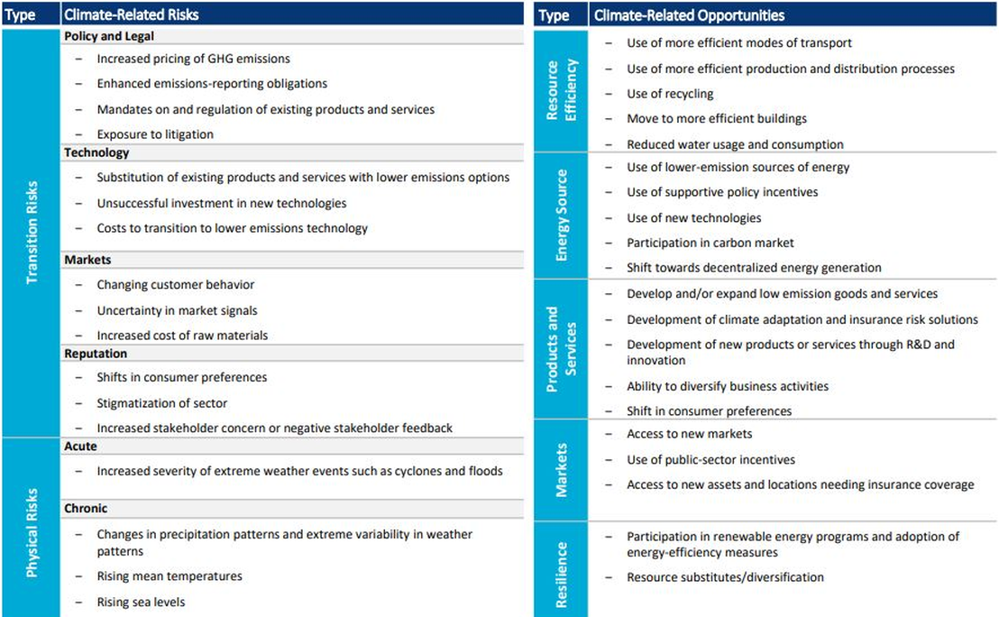 Type Climate-Related Risks
Transition Risks
Policy and Legal
– Increased pricing of GHG emissions
– Enhanced emissions-reporting obligations
– Mandates on and regulation of existing products and services
– Exposure to litigation
Technology
– Substitution of existing products and services with lower emissions options
– Unsuccessful investment in new technologies
– Costs to transition to lower emissions technology
Markets
– Changing customer behavior
– Uncertainty in market signals
– Increased cost of raw materials
Reputation
– Shifts in consumer preferences
– Stigmatization of sector
– Increased stakeholder concern or negative stakeholder feedback
Physical Risks
Acute
– Increased severity of extreme weather events such as cyclones and floods
Chronic
– Changes in precipitation patterns and extreme variability in weather
patterns
– Rising mean temperatures
– Rising sea levels
Type Climate-Related Opportunities
Resource
Efficiency
– Use of more efficient modes of transport
– Use of more efficient production and distribution processes
– Use of recycling
– Move to more efficient buildings
– Reduced water usage and consumption
Energy Source
– Use of lower-emission sources of energy
– Use of supportive policy incentives
– Use of new technologies
– Participation in carbon market
– Shift towards decentralized energy generation
Products and
Services
– Develop and/or expand low emission goods and services
– Development of climate adaptation and insurance risk solutions
– Development of new products or services through R&D and
innovation
– Ability to diversify business activities
– Shift in consumer preferences
Markets
– Access to new markets
– Use of public-sector incentives
– Access to new assets and locations needing insurance coverage
Resilience
– Participation in renewable energy programs and adoption of
energy-efficiency measures
– Resource substitutes/diversification